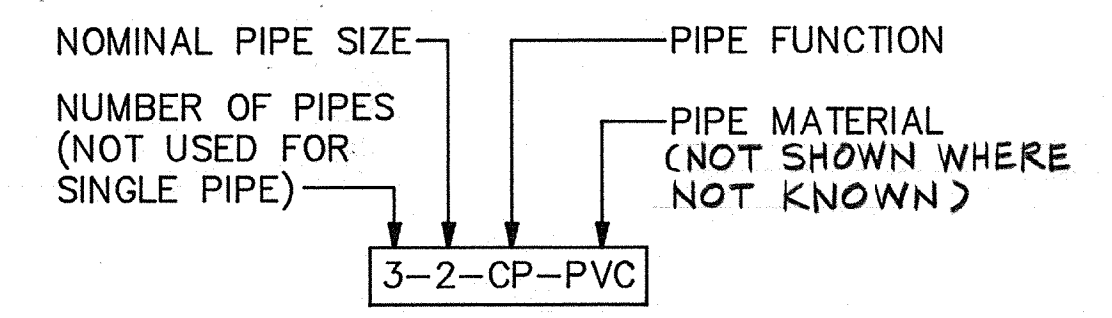 NOMINAL PIPE SIZE
PIPE FUNCTION
NUMBER OF PIPES
(NOT USED FOR
SINGLE PIPE)
PIPE MATERIAL
(NOT SHOWN WHERE
NOT KNOWN)
3-2-CP-PVC